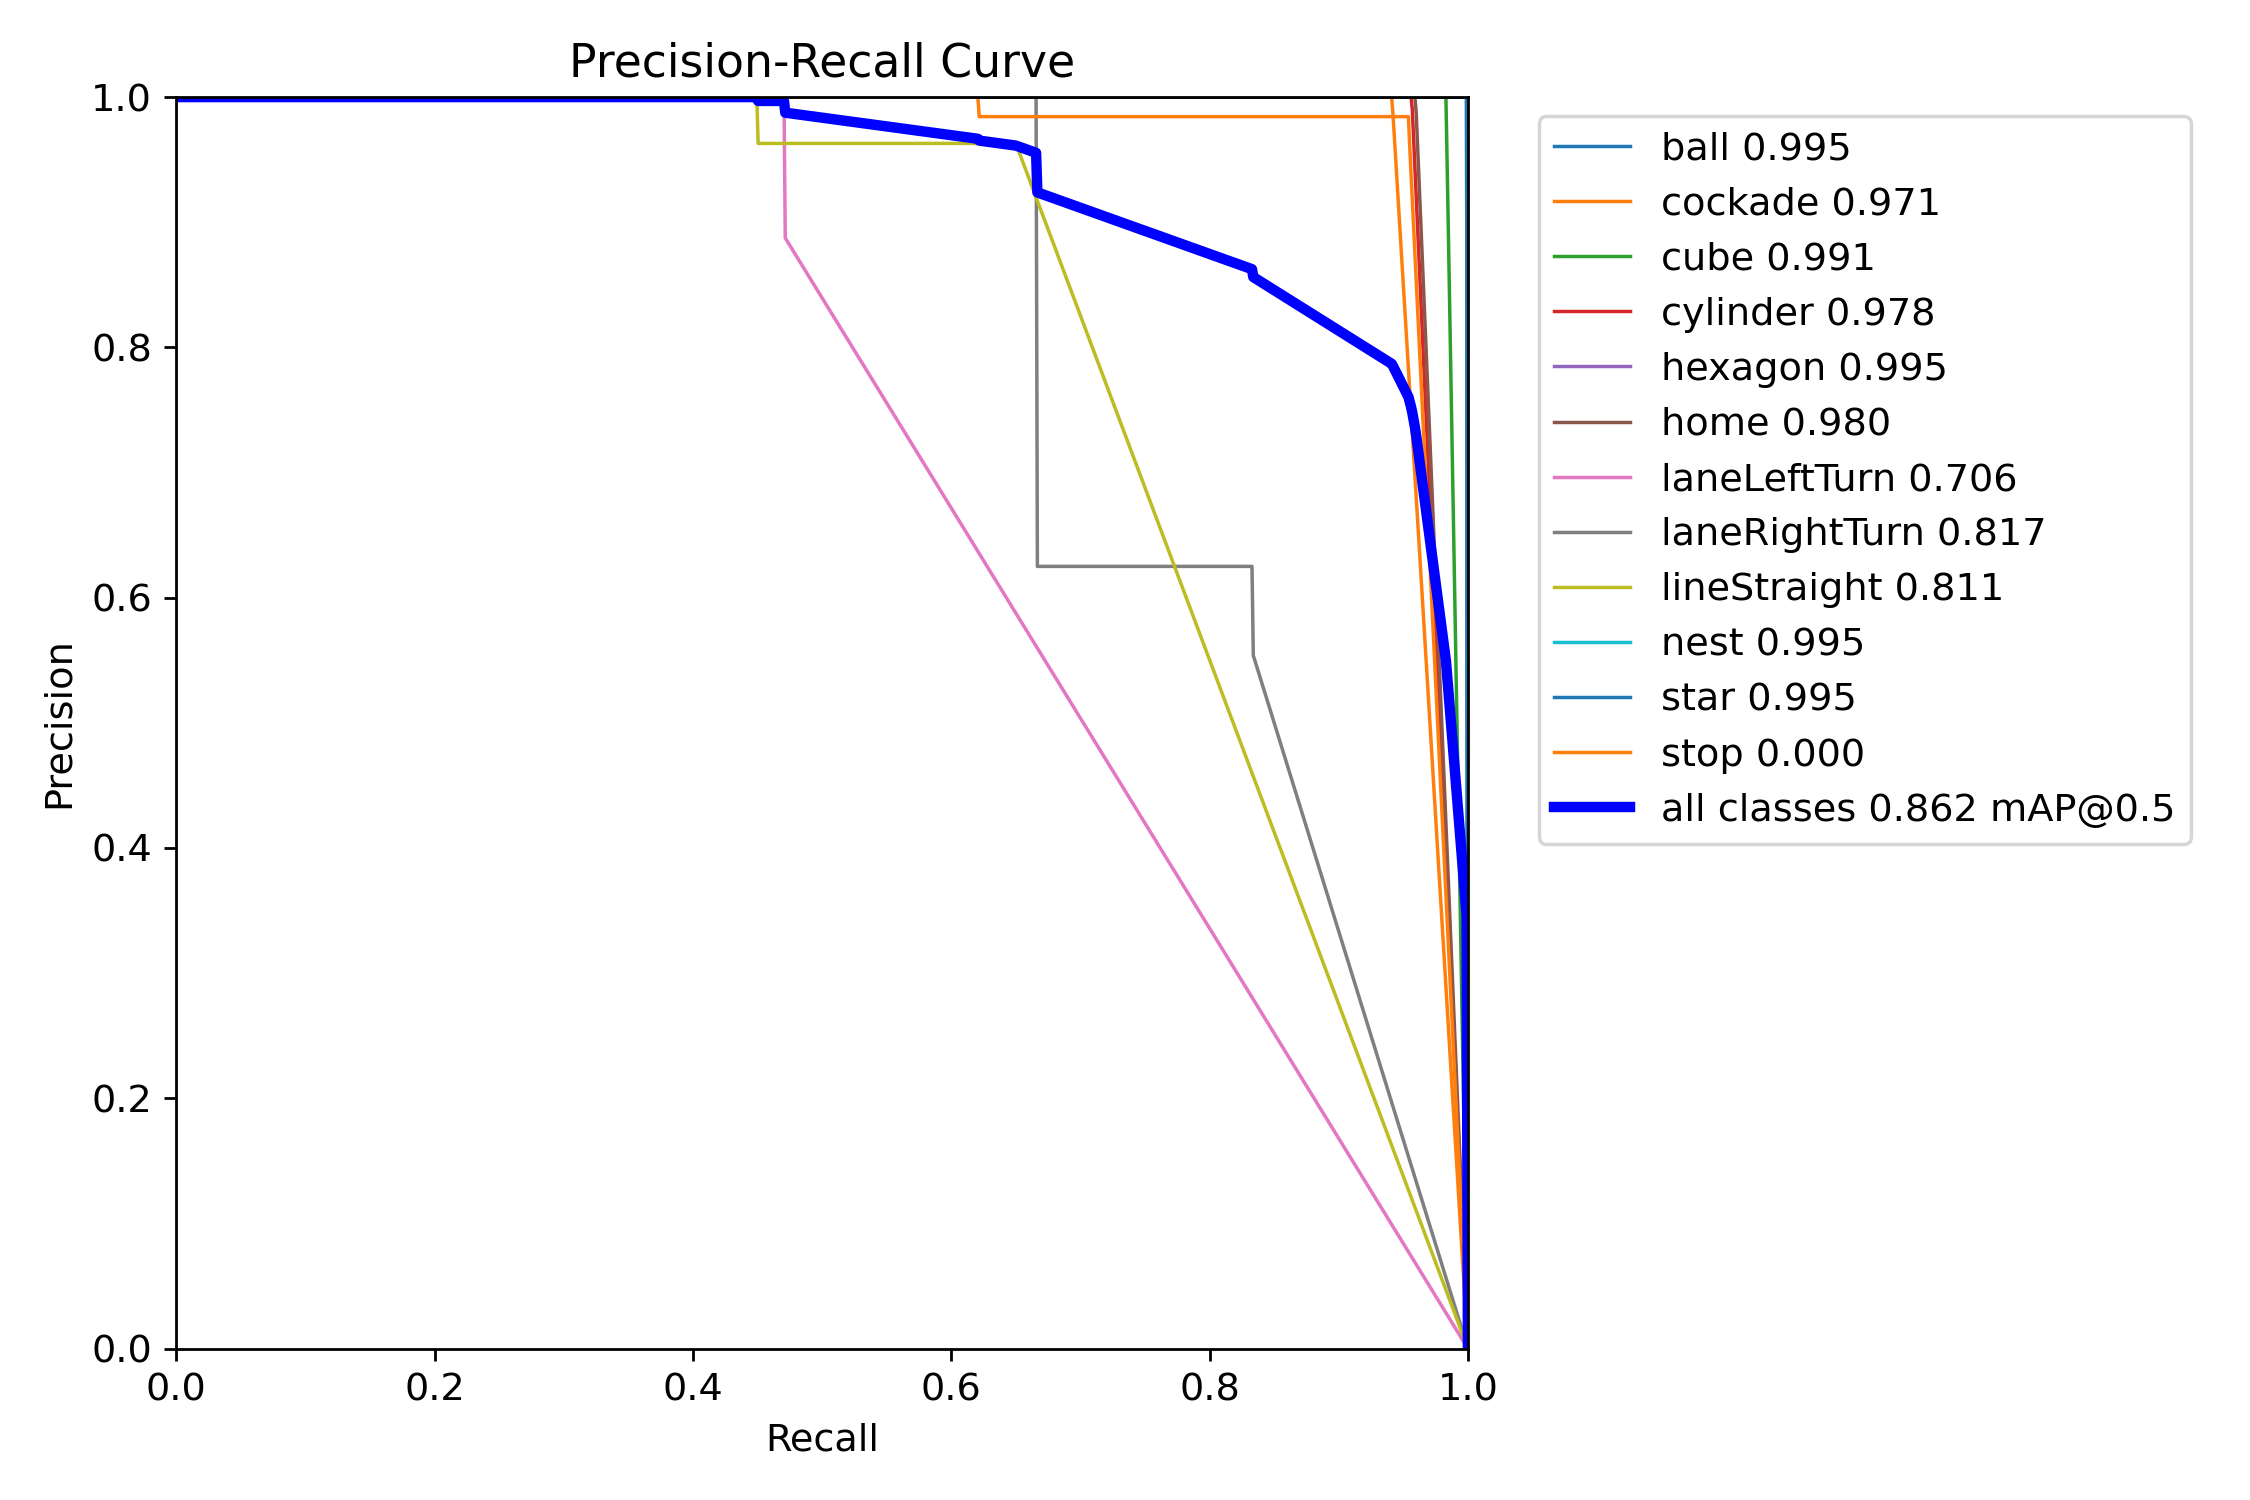 Precision-Recall Curve
1.0
0.8
0.6
0.4
0.2
0.0
Precision
0.0 0.2 0.4 0.6 0.8 1.0
Recall
ball 0.995
cockade 0.971
cube 0.991
cylinder 0.978
hexagon 0.995
home 0.980
laneLeftTurn 0.706
laneRightTurn 0.817
lineStraight 0.811
nest 0.995
star 0.995
stop 0.000
all classes 0.862 mAP@0.5